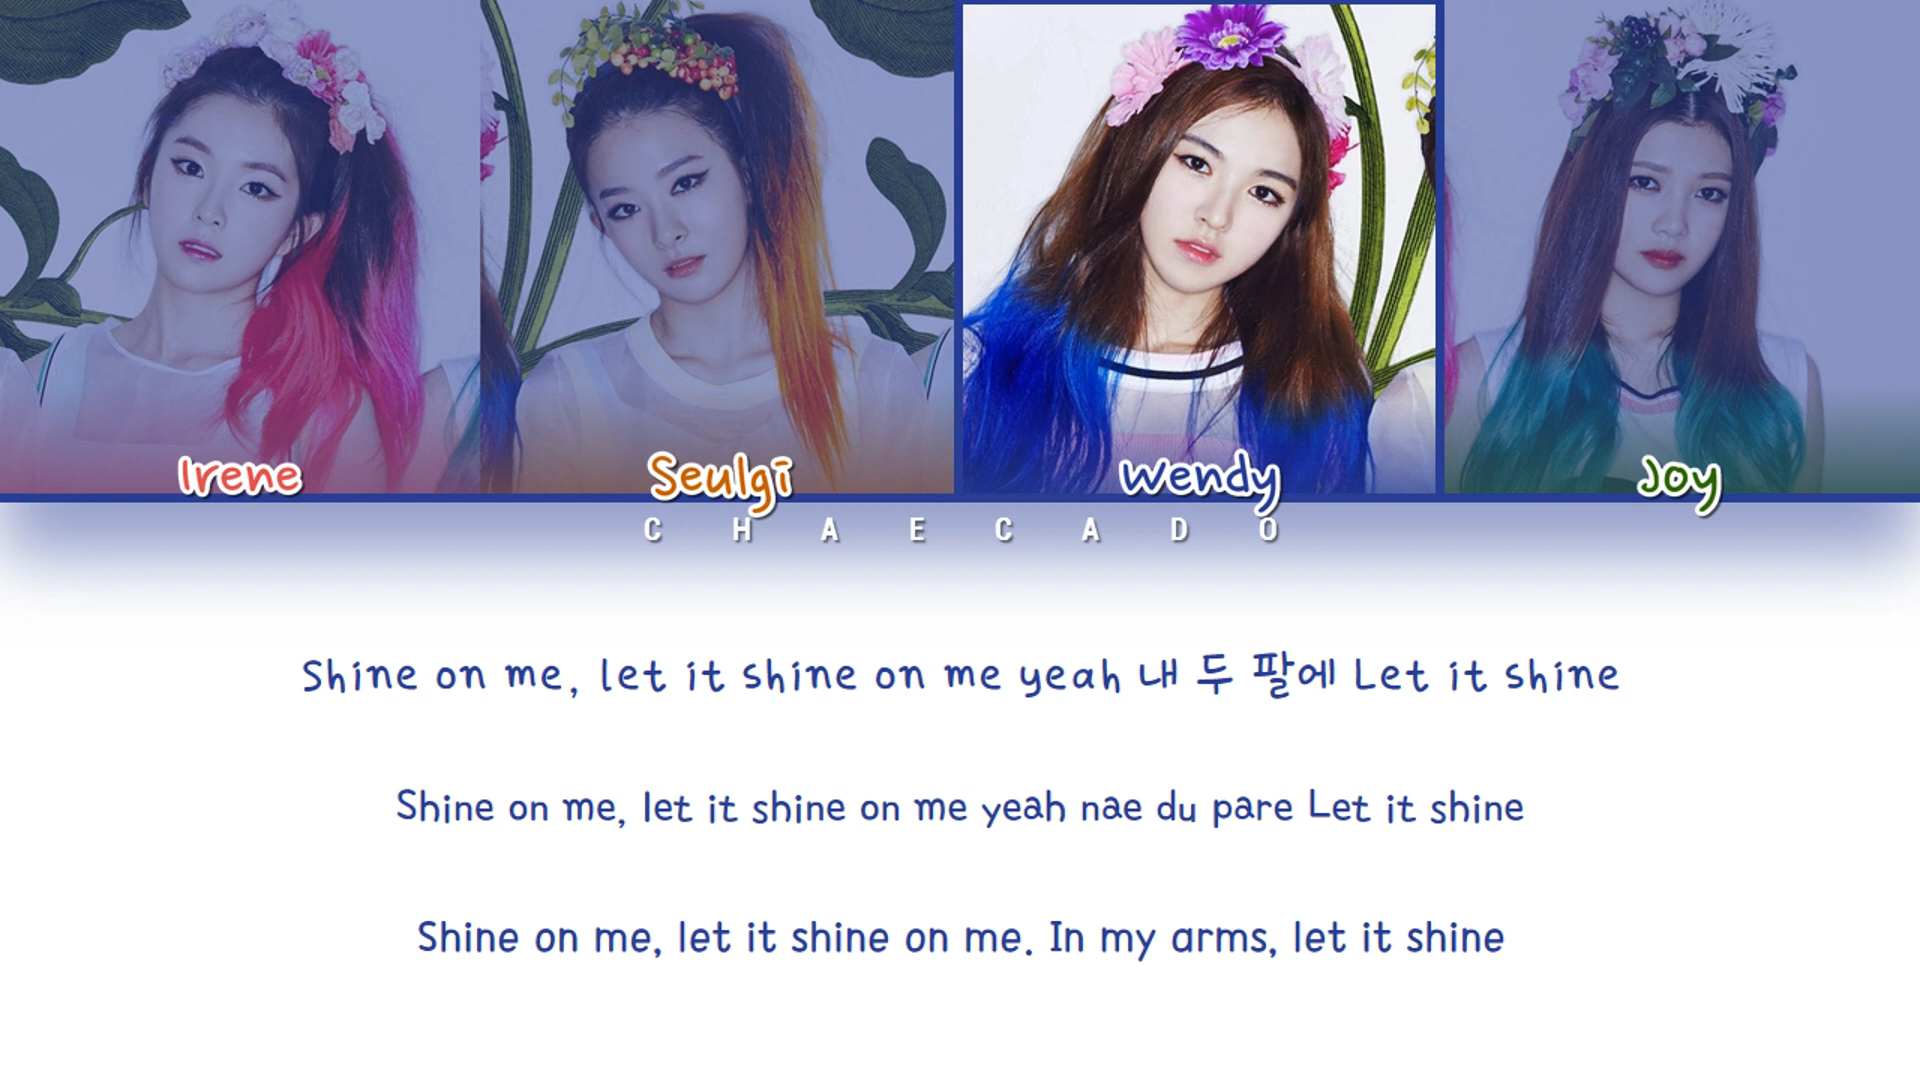 Irene
Seulgi
Wendy
Joy
C H A E C A D O
Shine on me, let it shine on me yeah 내 두 팔에 Let it shine
Shine on me, let it shine on me yeah nae du pare Let it shine
Shine on me, let it shine on me. In my arms, let it shine